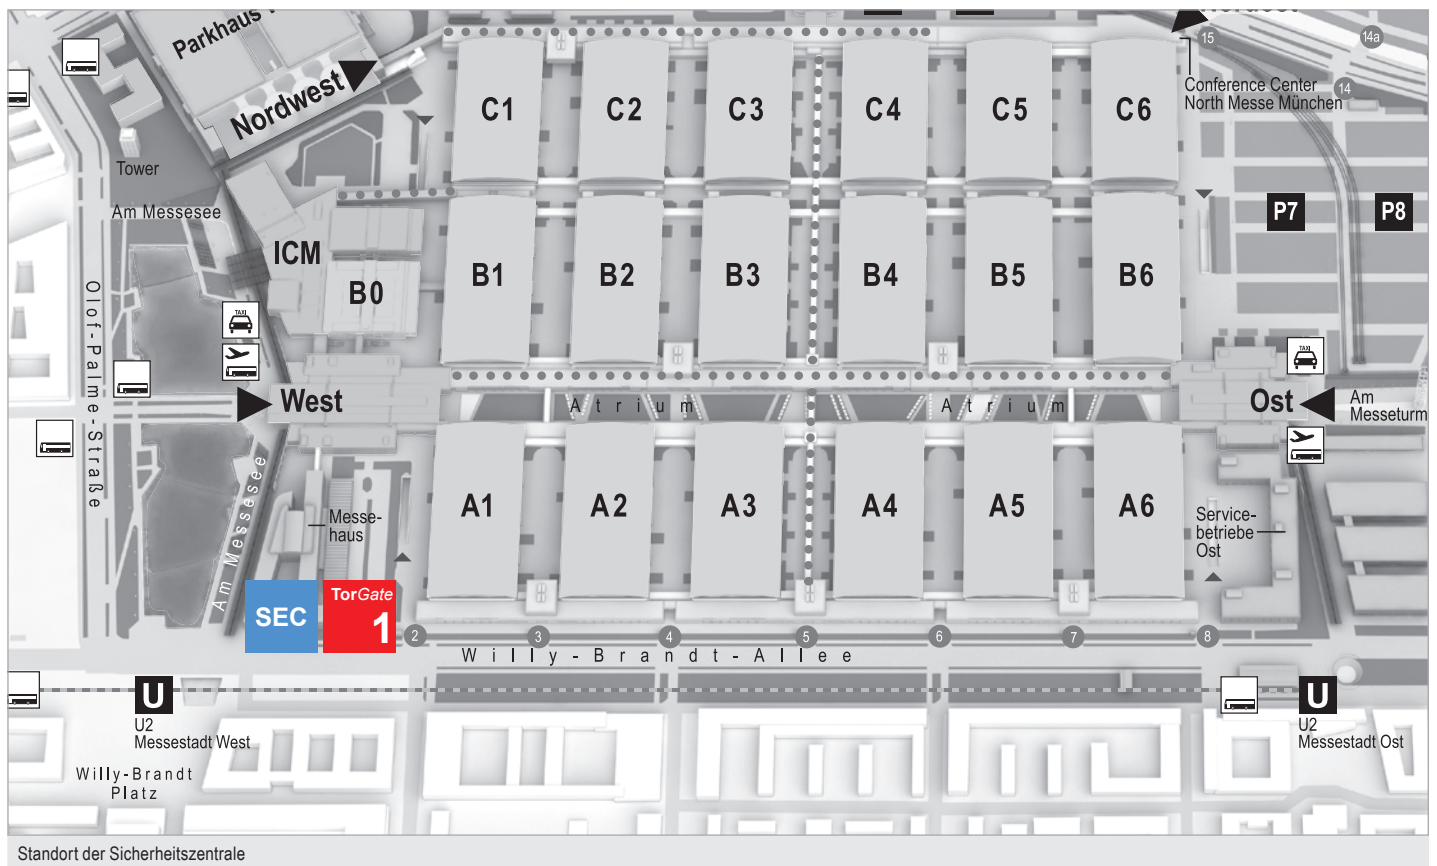 15
14a
Parkhaus
Nordwest
C1
C2
C3
C4
C5
C6
Conference Center
North Messe München
14
Tower
Am Messesee
P7
P8
ICM
B0
B1
B2
B3
B4
B5
B6
Olof-Palme-Straße
TAXI
TAXI
West
Atrium
Atrium
Ost
Am
Messeturm
Am Messesee
A1
A2
A3
A4
A5
A6
Messe-
haus
Service-
betriebe
Ost
SEC
TorGate
1
2
3
4
5
6
7
8
Willy-Brandt-Allee
U
U2
Messestadt West
U
U2
Messestadt Ost
Willy-Brandt
Platz
Standort der Sicherheitszentrale